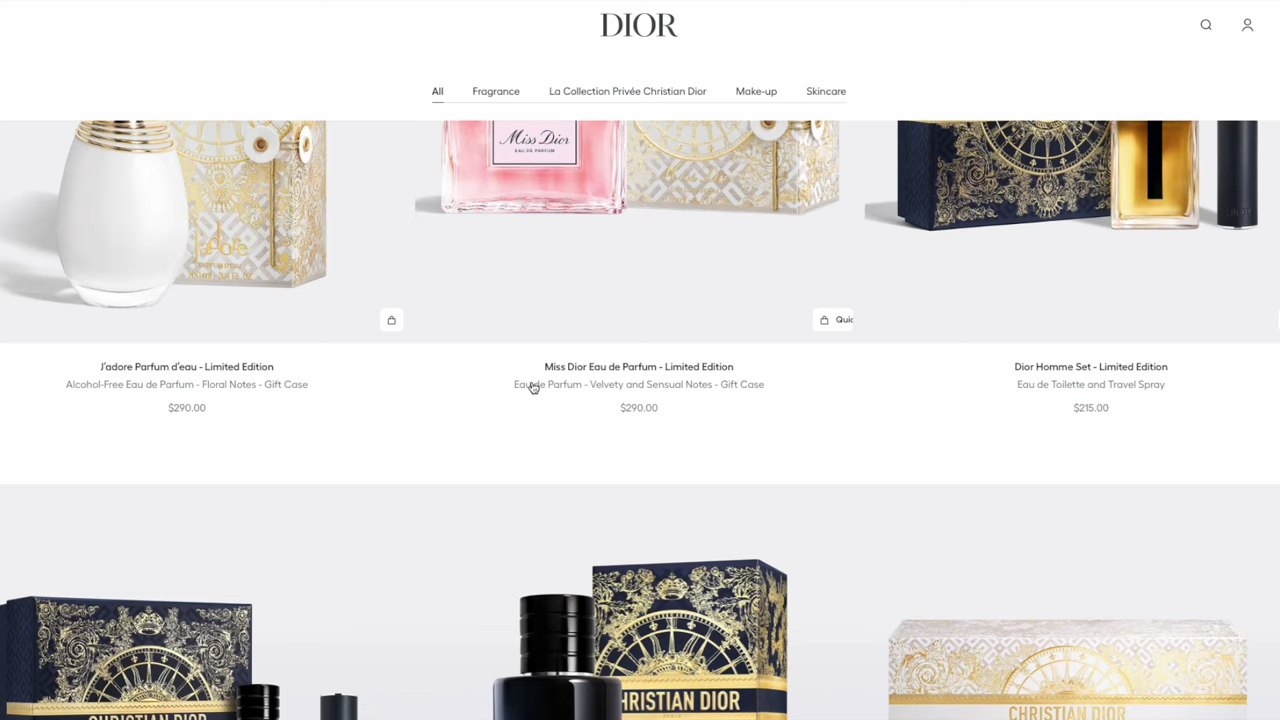 DIOR
All Fragrance La Collection Privée Christian Dior Make-up Skincare
Miss Dior
EAU DE PARFUM
J'adore
Quic
J'adore Parfum d'eau - Limited Edition
Alcohol-Free Eau de Parfum - Floral Notes - Gift Case
$290.00
Miss Dior Eau de Parfum - Limited Edition
Eau de Parfum - Velvety and Sensual Notes - Gift Case
$290.00
Dior Homme Set - Limited Edition
Eau de Toilette and Travel Spray
$215.00
CHRISTIAN DIOR
CHRISTIAN DIOR
PARIS
CHRISTIAN DIOR